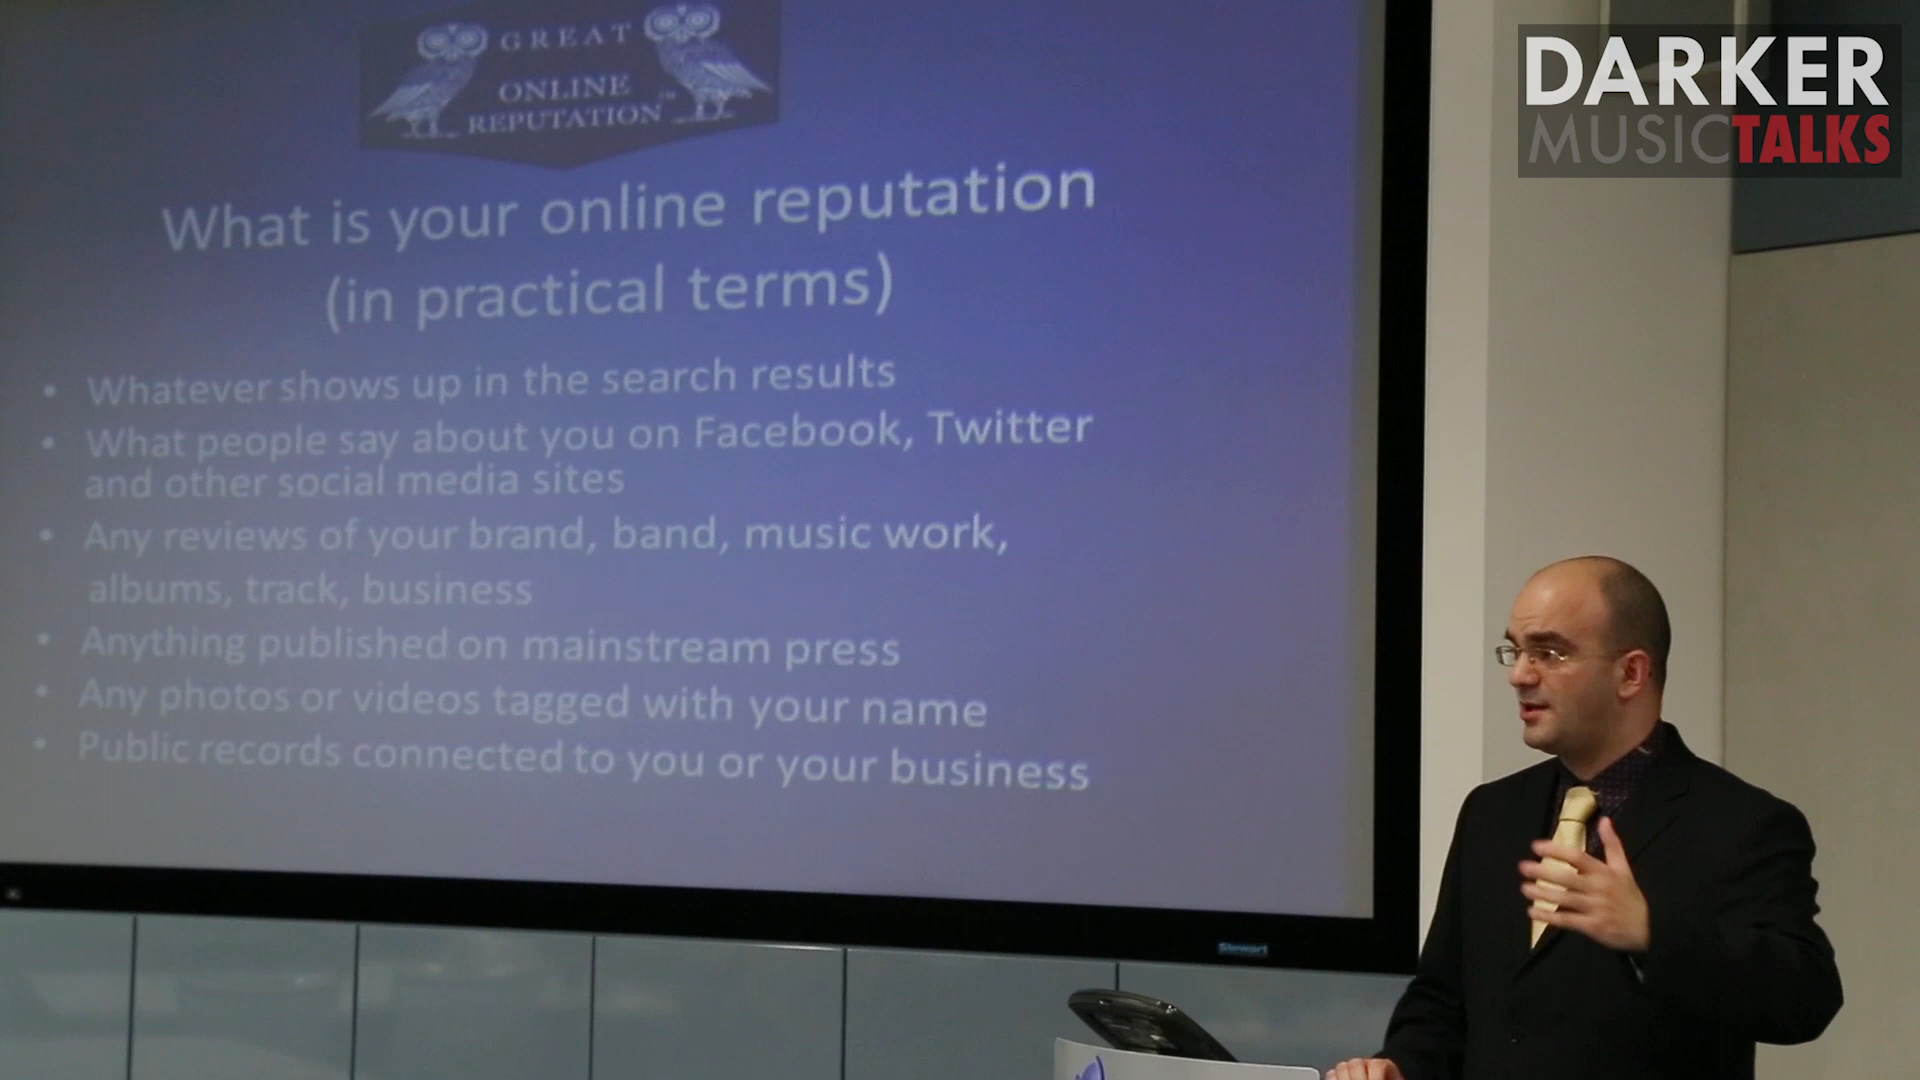 GREAT
ONLINE
REPUTATION™
DARKER
MUSICTALKS
What is your online reputation
(in practical terms)
• Whatever shows up in the search results
• What people say about you on Facebook, Twitter
and other social media sites
• Any reviews of your brand, band, music work,
albums, track, business
• Anything published on mainstream press
• Any photos or videos tagged with your name
• Public records connected to you or your business
Stewart